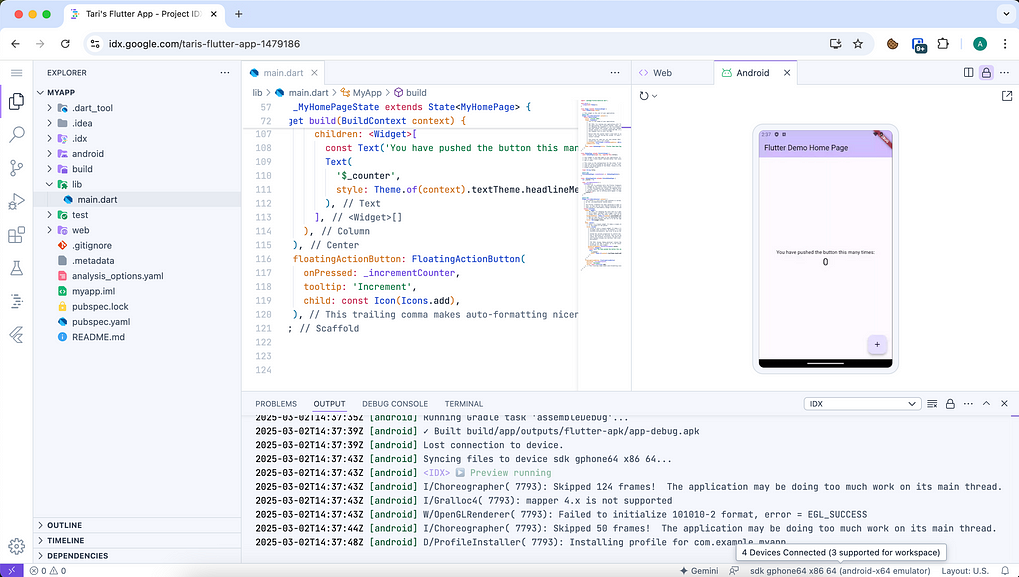 Tari's Flutter App - Project ID
idx.google.com/taris-flutter-app-1479186
9+
A
EXPLORER
MYAPP
.dart_tool
.idea
.idx
android
build
lib
main.dart
test
web
.gitignore
.metadata
analysis_options.yaml
myapp.iml
pubspec.lock
pubspec.yaml
README.md
OUTLINE
TIMELINE
DEPENDENCIES
main.dart
lib > main.dart > MyApp > build
57 _MyHomePageState extends State<MyHomePage> {
72 get build(BuildContext context) {
107 children: <Widget>[
108 const Text('You have pushed the button this man
109 Text(
110 '$_counter',
111 style: Theme.of(context).textTheme.headlineMe
112 ), // Text
113 ], // <Widget>[]
114 ), // Column
115 ), // Center
116 floatingActionButton: FloatingActionButton(
117 onPressed: _incrementCounter,
118 tooltip: 'Increment',
119 child: const Icon(Icons.add),
120 ), // This trailing comma makes auto-formatting nicer
121 ; // Scaffold
122
123
124
Web
Android
2:37
Flutter Demo Home Page
You have pushed the button this many times:
0
+
PROBLEMS OUTPUT DEBUG CONSOLE TERMINAL
IDX
2025-03-02T14:37:35Z [android] Running Gradle task 'assembleDebug'...
2025-03-02T14:37:39Z [android] ✓ Built build/app/outputs/flutter-apk/app-debug.apk
2025-03-02T14:37:39Z [android] Lost connection to device.
2025-03-02T14:37:43Z [android] Syncing files to device sdk gphone64 x86 64...
2025-03-02T14:37:43Z [android] <IDX> ▶ Preview running
2025-03-02T14:37:43Z [android] I/Choreographer( 7793): Skipped 124 frames!  The application may be doing too much work on its main thread.
2025-03-02T14:37:43Z [android] I/Gralloc4( 7793): mapper 4.x is not supported
2025-03-02T14:37:43Z [android] W/OpenGLRenderer( 7793): Failed to initialize 101010-2 format, error = EGL_SUCCESS
2025-03-02T14:37:44Z [android] I/Choreographer( 7793): Skipped 50 frames!  The application may be doing too much work on its main thread.
2025-03-02T14:37:48Z [android] D/ProfileInstaller( 7793): Installing profile for com.example.myapp
4 Devices Connected (3 supported for workspace)
0 0
Gemini
sdk gphone64 x86 64 (android-x64 emulator)
Layout: U.S.